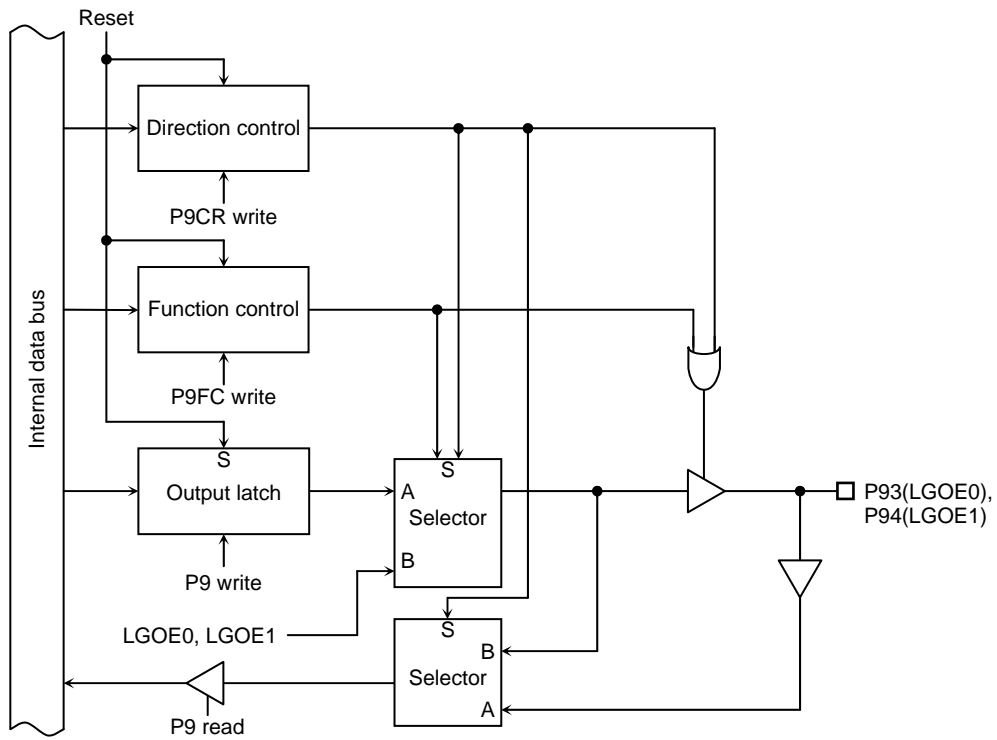 Reset
Direction control
P9CR write
Internal data bus
Function control
P9FC write
S
Output latch
P9 write
S
A
Selector
B
P93(LGOE0),
P94(LGOE1)
LGOE0, LGOE1
S
B
Selector
A
P9 read